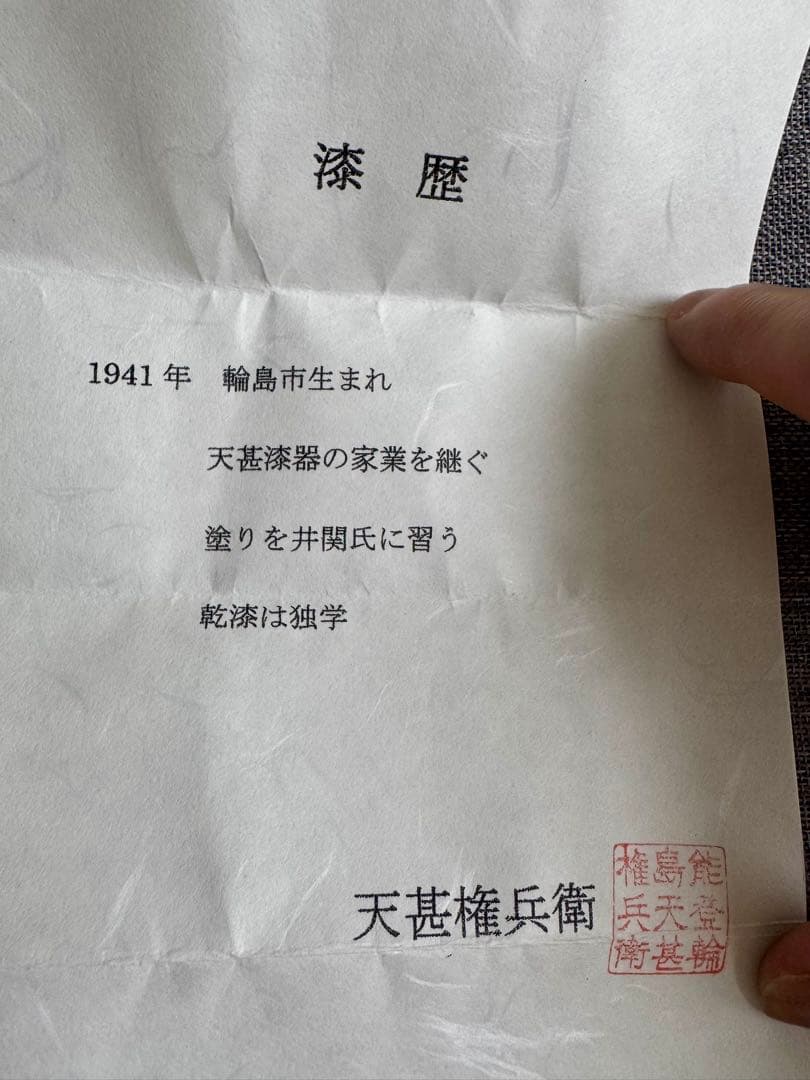 漆 歴
1941年 輪島市生まれ
天甚漆器の家業を継ぐ
塗りを井関氏に習う
乾漆は独学
天甚権兵衛
能登輪
島天甚
権兵衛